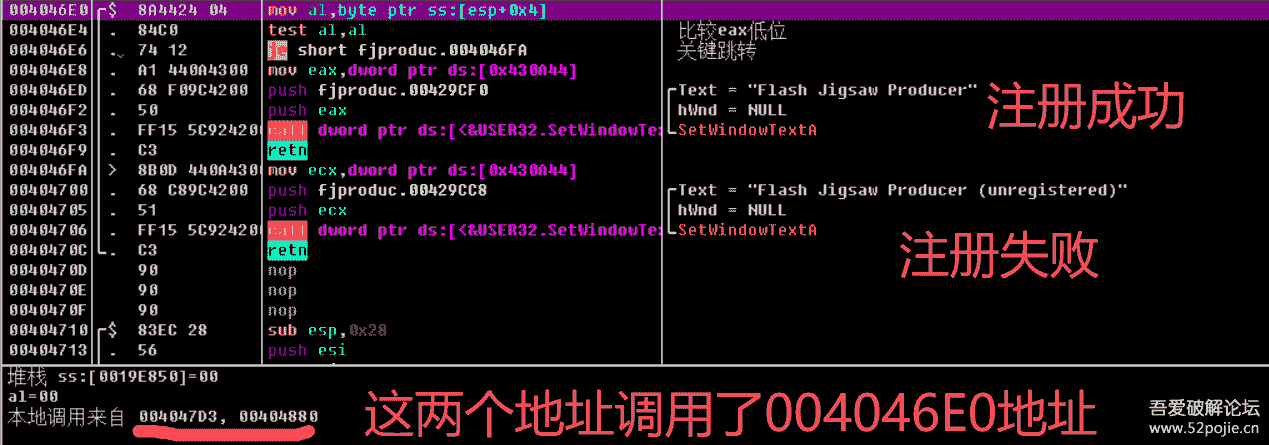 004046E0 $ 8A4424 04 mov al,byte ptr ss:[esp+0x4]
004046E4 . 84C0 test al,al 比较eax低位
004046E6 . 74 12 je short fjproduc.004046FA 关键跳转
004046E8 . A1 440A4300 mov eax,dword ptr ds:[0x430A44]
004046ED . 68 F09C4200 push fjproduc.00429CF0 Text = "Flash Jigsaw Producer"
004046F2 . 50 push eax hWnd = NULL
004046F3 . FF15 5C924200 call dword ptr ds:[<&USER32.SetWindowTex SetWindowTextA
004046F9 . C3 retn
注册成功
004046FA > 8B0D 440A4300 mov ecx,dword ptr ds:[0x430A44]
00404700 . 68 C89C4200 push fjproduc.00429CC8 Text = "Flash Jigsaw Producer (unregistered)"
00404705 . 51 push ecx hWnd = NULL
00404706 . FF15 5C924200 call dword ptr ds:[<&USER32.SetWindowTex SetWindowTextA
0040470C . C3 retn
注册失败
0040470D 90 nop
0040470E 90 nop
0040470F 90 nop
00404710 $ 83EC 28 sub esp,0x28
00404713 . 56 push esi
堆栈 ss:[0019E850]=00
al=00
本地调用来自 004047D3, 00404880
这两个地址调用了004046E0地址
吾爱破解论坛
www.52pojie.cn